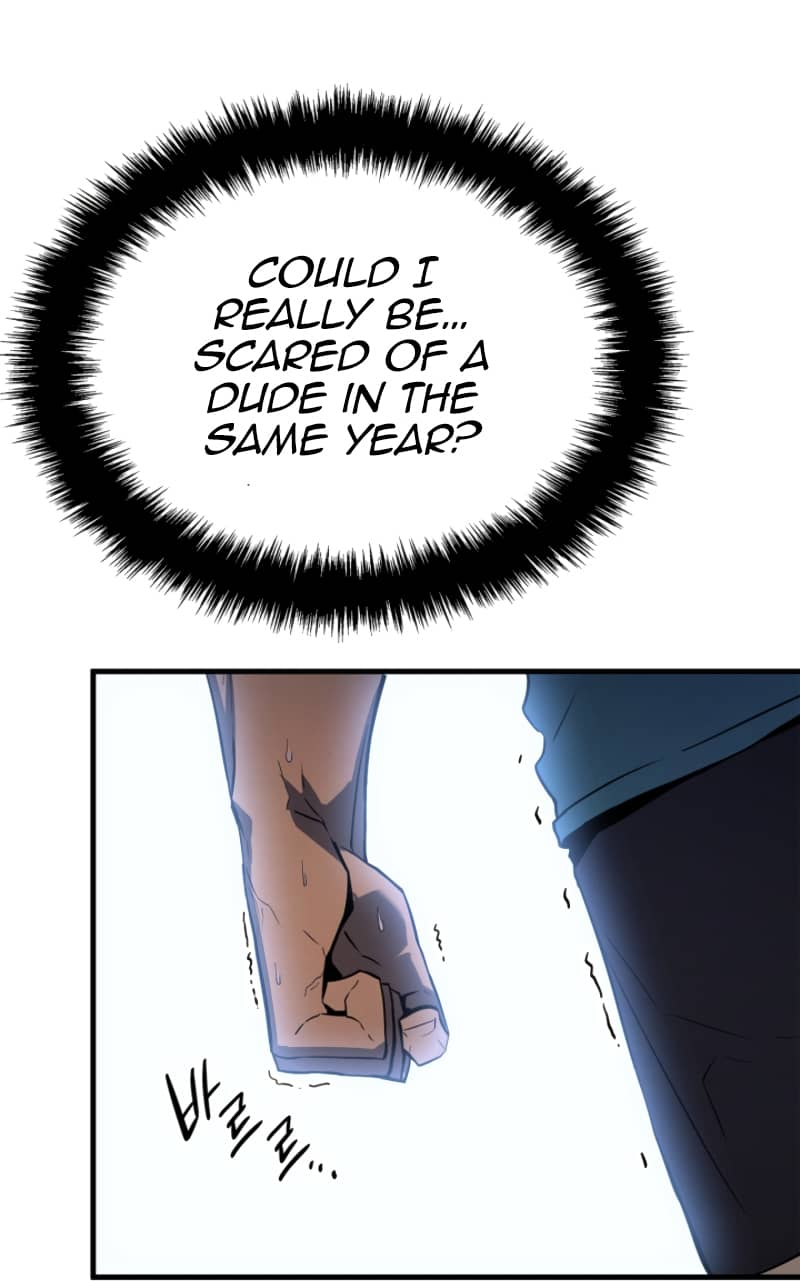 COULD I
REALLY BE...
SCARED OF A
DUDE IN THE
SAME YEAR?
바르르...